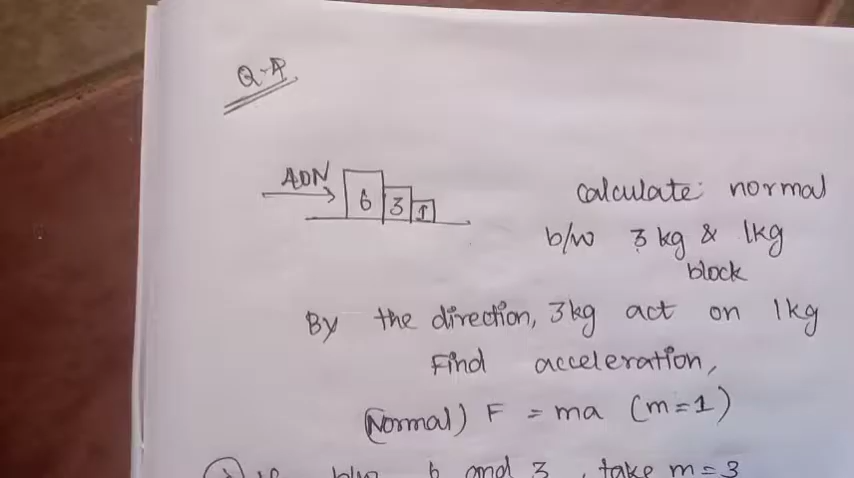 Q-A
40N
6 3 1
Calculate: normal
b/w 3 kg & 1kg
block
By the direction, 3kg act on 1kg
Find acceleration,
(Normal) F = ma (m=1)
b/w 6 and 3, take m=3